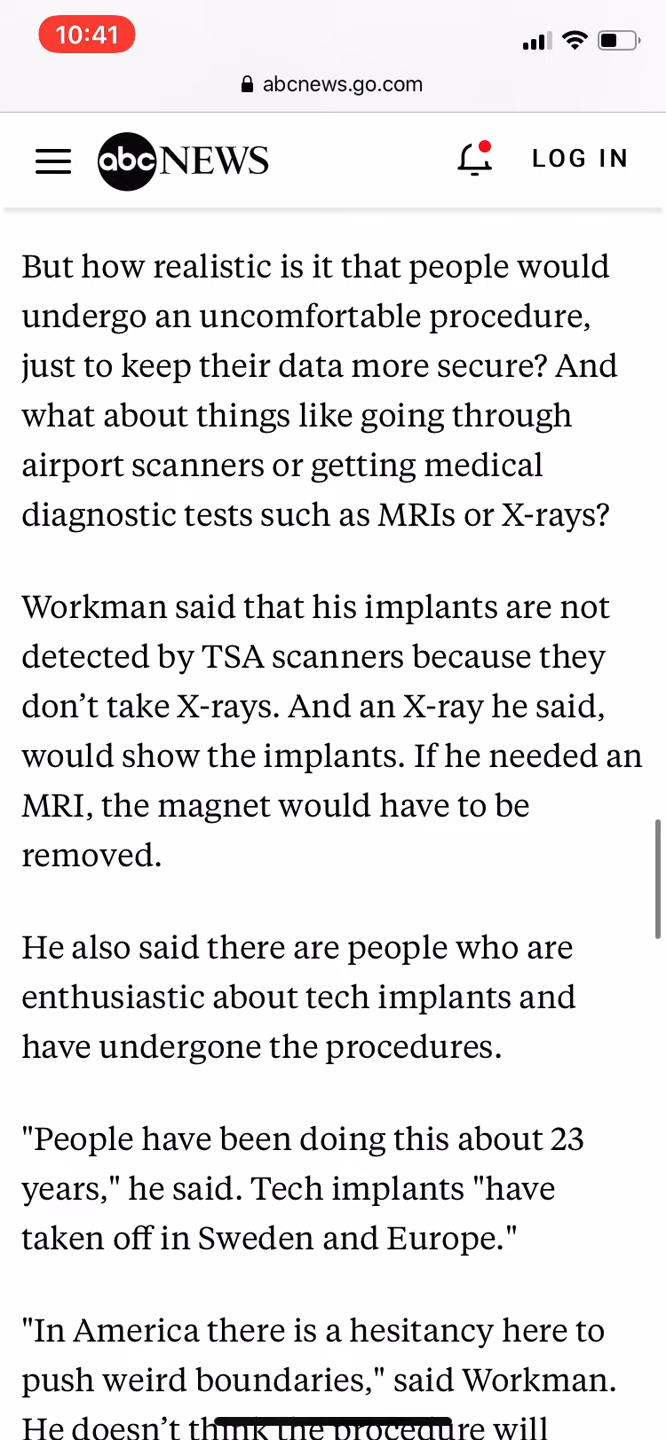 10:41
abcnews.go.com
abc NEWS
LOG IN
But how realistic is it that people would
undergo an uncomfortable procedure,
just to keep their data more secure? And
what about things like going through
airport scanners or getting medical
diagnostic tests such as MRIs or X-rays?
Workman said that his implants are not
detected by TSA scanners because they
don’t take X-rays. And an X-ray he said,
would show the implants. If he needed an
MRI, the magnet would have to be
removed.
He also said there are people who are
enthusiastic about tech implants and
have undergone the procedures.
"People have been doing this about 23
years," he said. Tech implants "have
taken off in Sweden and Europe."
"In America there is a hesitancy here to
push weird boundaries," said Workman.
He doesn’t think the procedure will